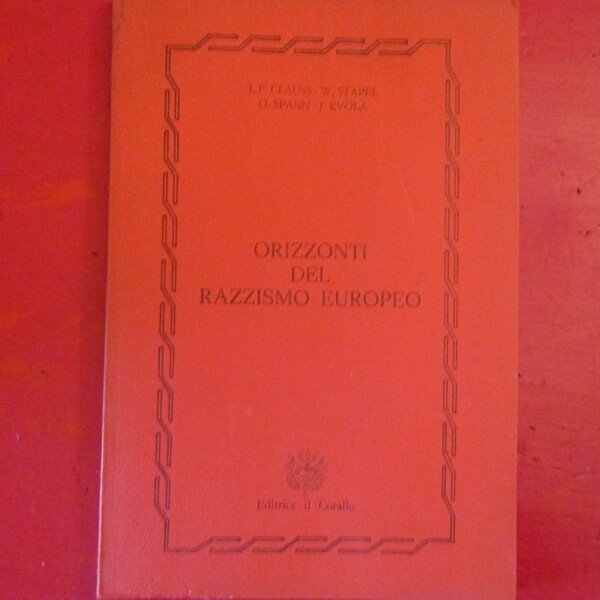 L. F. CLAUSS - W. STAPEL
O. SPANN - J. EVOLA
ORIZZONTI
DEL
RAZZISMO EUROPEO
Editrice il Corallo